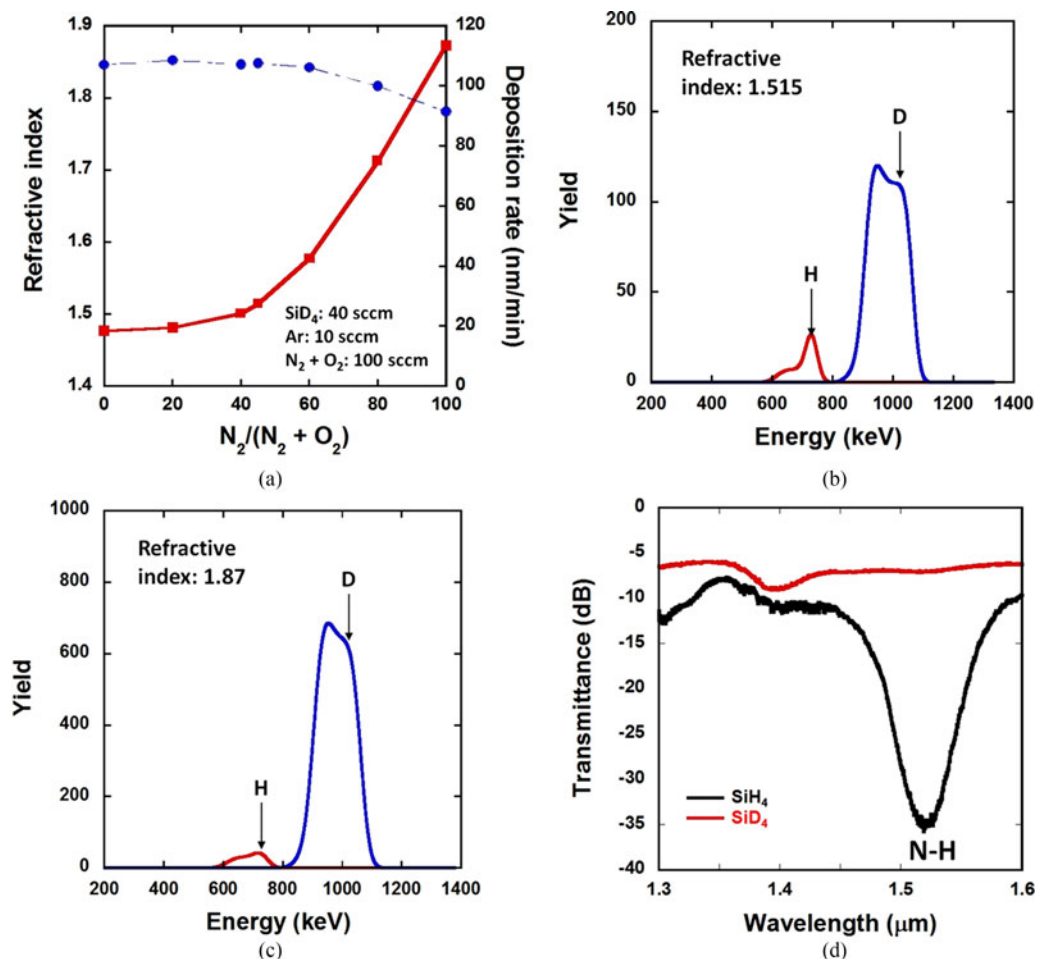 1.9
1.8
1.7
1.6
1.5
1.4
Refractive index
120
100
80
60
40
20
0
Deposition rate (nm/min)
SiD₄: 40 sccm
Ar: 10 sccm
N₂ + O₂: 100 sccm
0 20 40 60 80 100
N₂/(N₂ + O₂)
(a)
200
150
100
50
0
Yield
Refractive
index: 1.515
D
H
200 400 600 800 1000 1200 1400
Energy (keV)
(b)
1000
800
600
400
200
0
Yield
Refractive
index: 1.87
D
H
200 400 600 800 1000 1200 1400
Energy (keV)
(c)
0
-5
-10
-15
-20
-25
-30
-35
-40
Transmittance (dB)
SiH₄
SiD₄
N-H
1.3 1.4 1.5 1.6
Wavelength (μm)
(d)